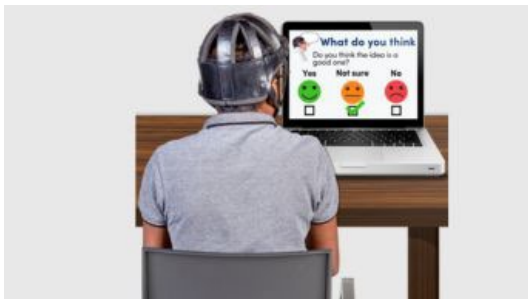 What do you think
Do you think the idea is a
good one?
Yes Not sure No